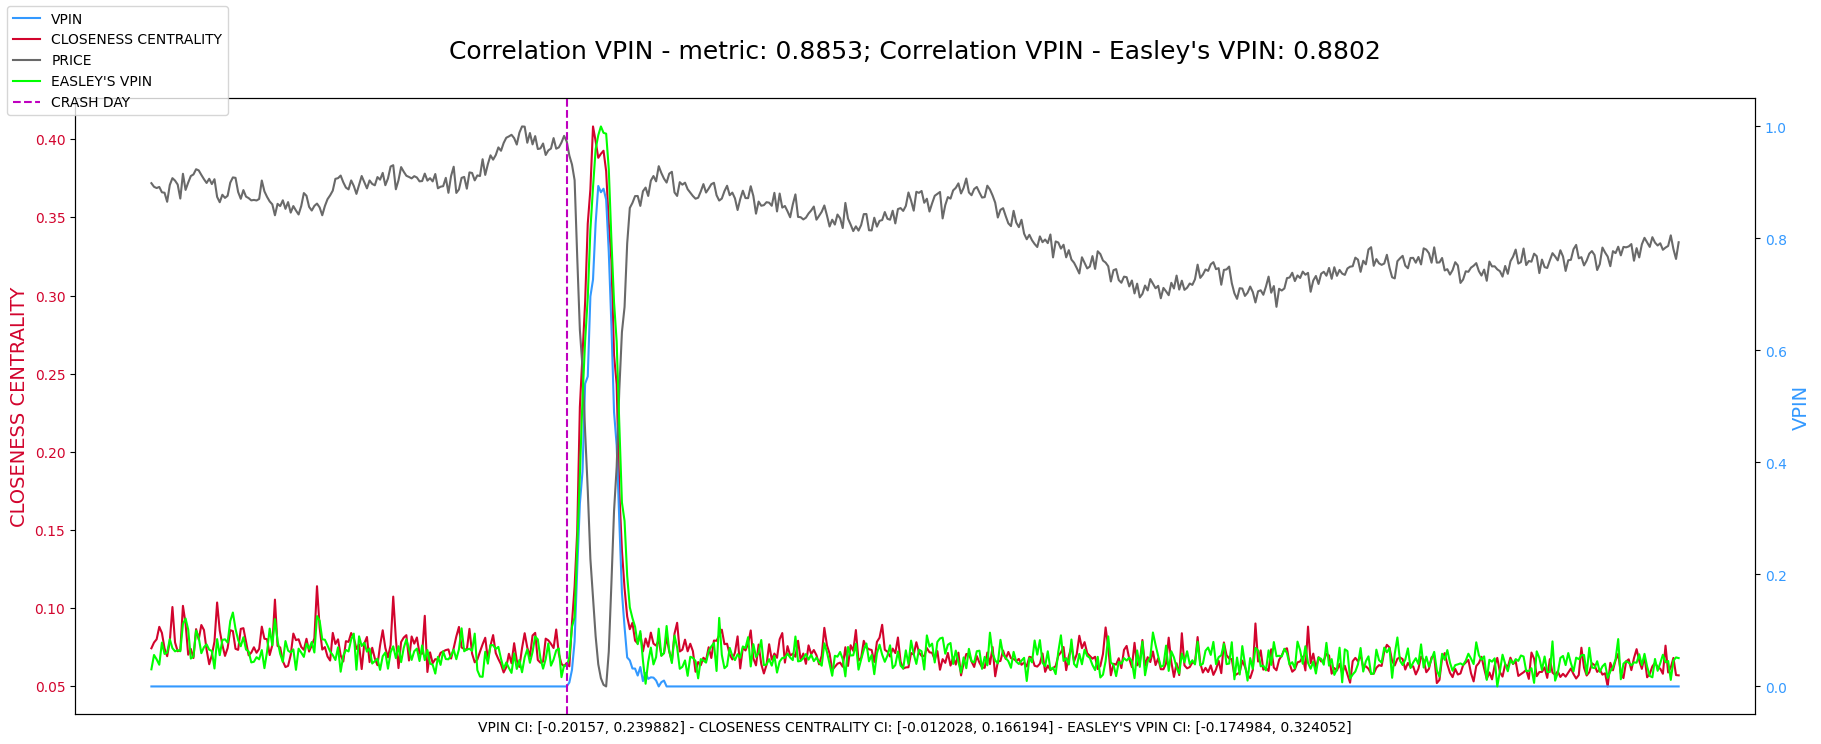 VPIN
CLOSENESS CENTRALITY
PRICE
EASLEY'S VPIN
CRASH DAY
Correlation VPIN - metric: 0.8853; Correlation VPIN - Easley's VPIN: 0.8802
CLOSENESS CENTRALITY
0.40
0.35
0.30
0.25
0.20
0.15
0.10
0.05
1.0
0.8
0.6
0.4
0.2
0.0
VPIN
VPIN CI: [-0.20157, 0.239882] - CLOSENESS CENTRALITY CI: [-0.012028, 0.166194] - EASLEY'S VPIN CI: [-0.174984, 0.324052]